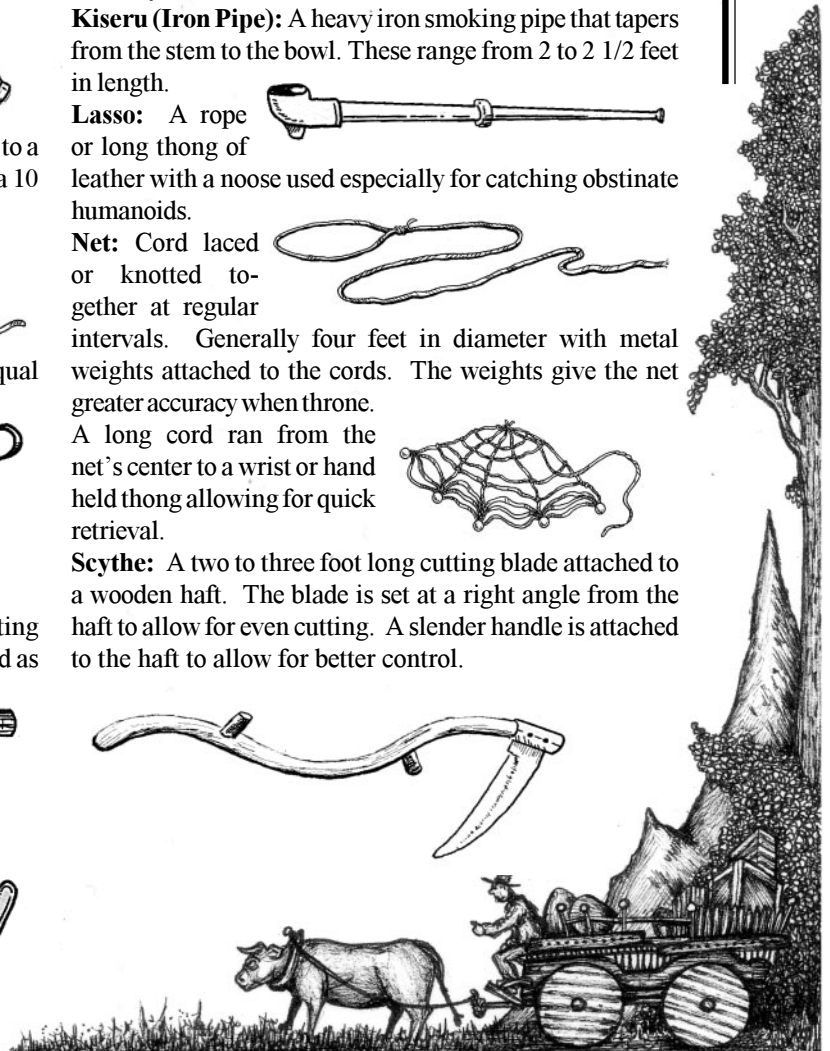 Kiseru (Iron Pipe): A heavy iron smoking pipe that tapers
from the stem to the bowl. These range from 2 to 2 1/2 feet
in length.
Lasso: A rope
or long thong of
leather with a noose used especially for catching obstinate
humanoids.
Net: Cord laced
or knotted to-
gether at regular
intervals. Generally four feet in diameter with metal
weights attached to the cords. The weights give the net
greater accuracy when throne.
A long cord ran from the
net's center to a wrist or hand
held thong allowing for quick
retrieval.
Scythe: A two to three foot long cutting blade attached to
a wooden haft. The blade is set at a right angle from the
haft to allow for even cutting. A slender handle is attached
to the haft to allow for better control.
to a
a 10
qual
ting
d as